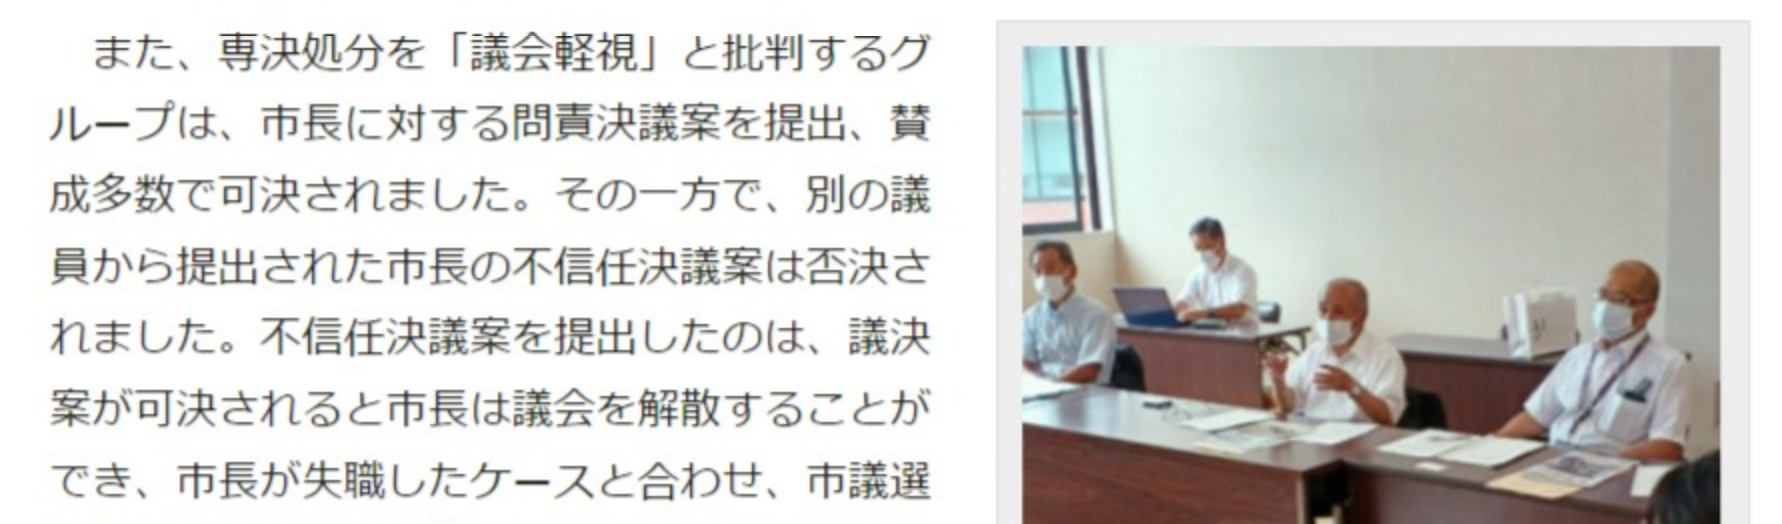 また、専決処分を「議会軽視」と批判するグ
ループは、市長に対する問責決議案を提出、賛
成多数で可決されました。その一方で、別の議
員から提出された市長の不信任決議案は否決さ
れました。不信任決議案を提出したのは、議決
案が可決されると市長は議会を解散することが
でき、市長が失職したケースと合わせ、市議選